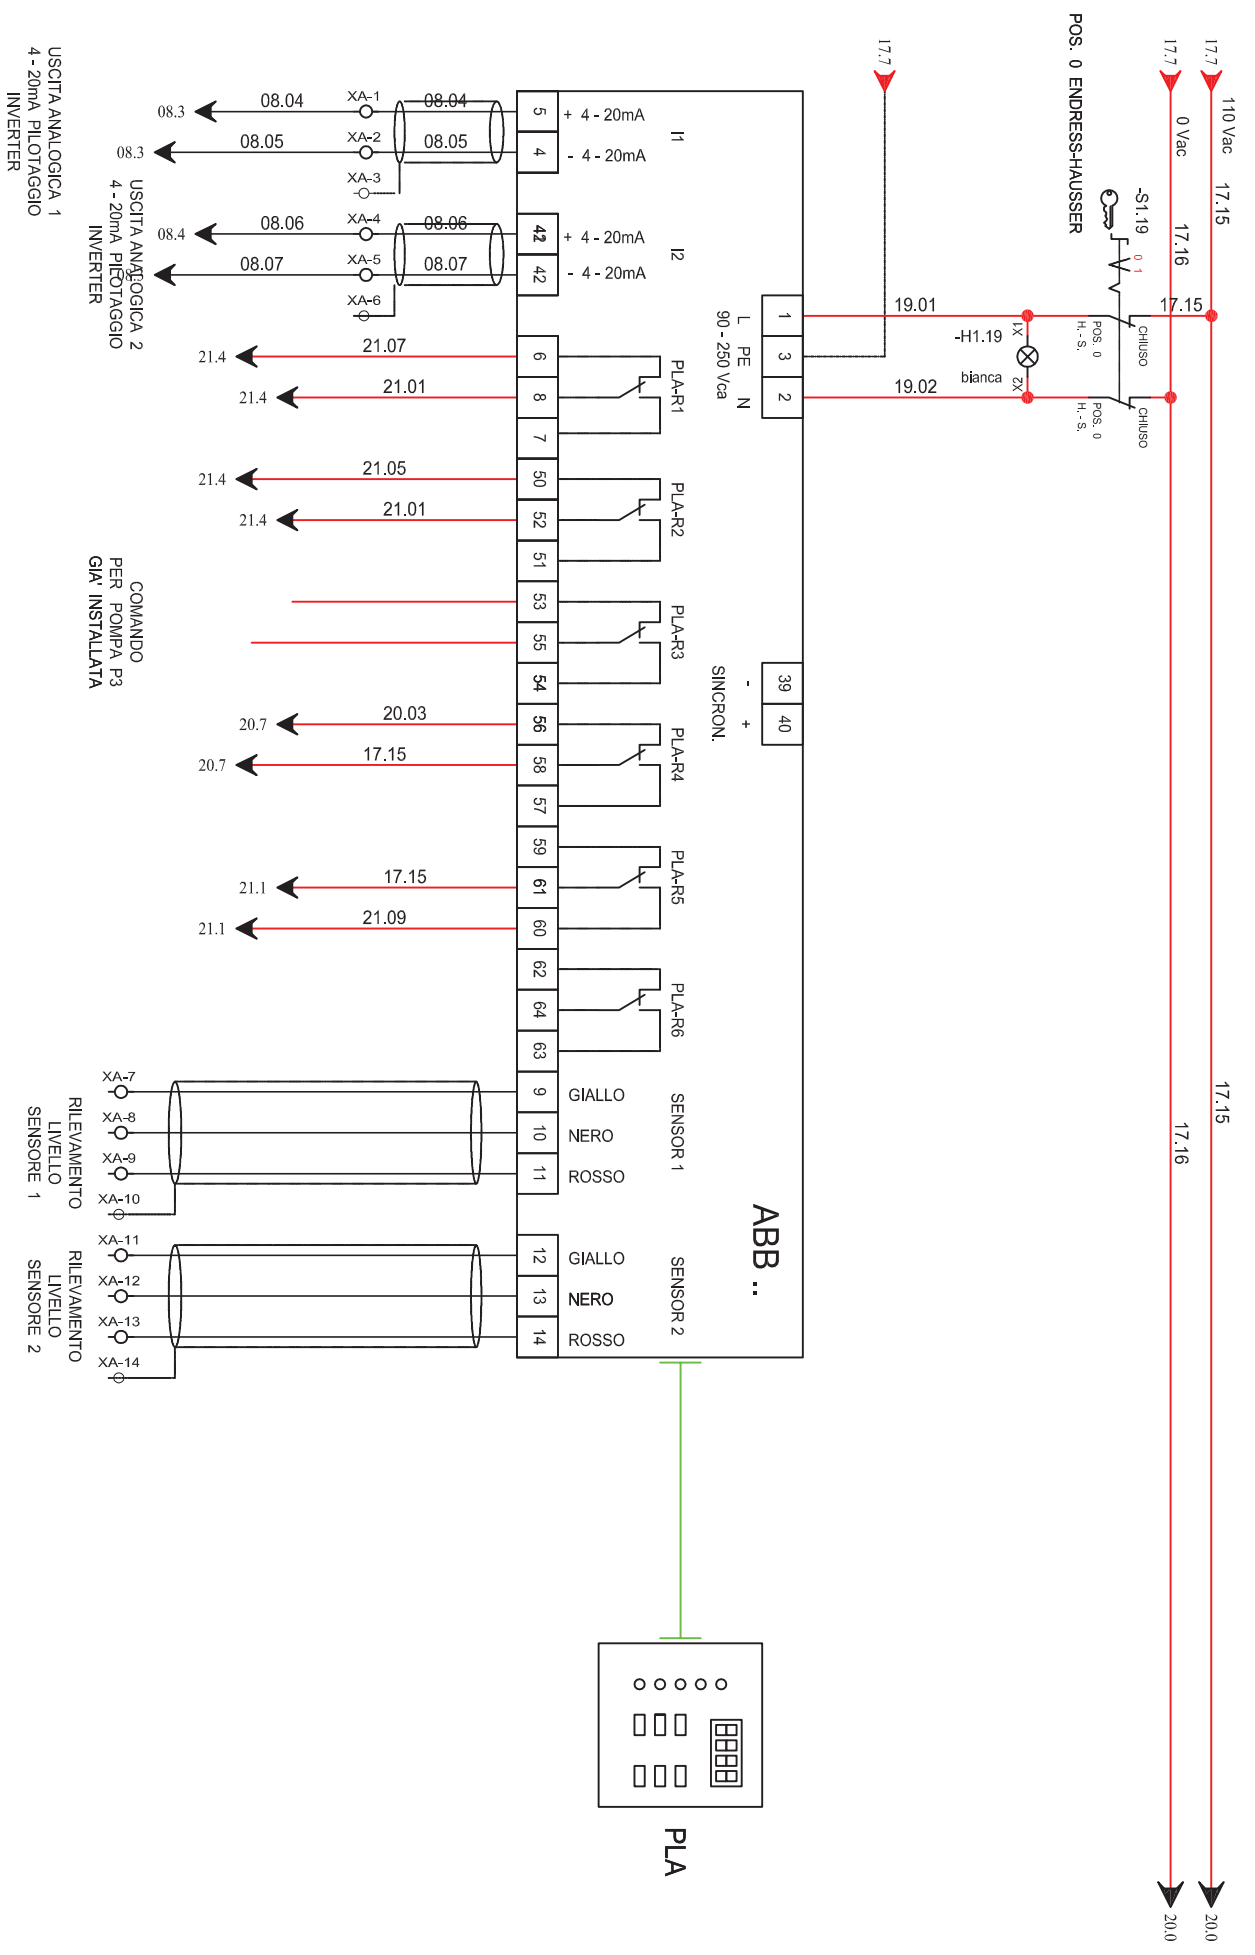 17.7
110 Vac
17.15
17.15
20.0
17.7
0 Vac
17.16
17.16
20.0
POS. 0 ENDRESS-HAUSSER
-S1.19
0 1
17.15
CHIUSO
POS. 0
H.- S.
CHIUSO
POS. 0
H.- S.
17.7
19.01
X1
-H1.19
bianca
X2
19.02
1
3
2
L PE N
90 - 250 Vca
39
40
- +
SINCRON.
ABB ..
I1
I2
PLA-R1
PLA-R2
PLA-R3
PLA-R4
PLA-R5
PLA-R6
SENSOR 1
SENSOR 2
+ 4 - 20mA
- 4 - 20mA
+ 4 - 20mA
- 4 - 20mA
GIALLO
NERO
ROSSO
GIALLO
NERO
ROSSO
5
4
42
6
8
7
50
52
51
53
55
54
56
58
57
59
61
60
62
64
63
9
10
11
12
13
14
08.3
08.04
XA-1
08.04
08.3
08.05
XA-2
08.05
XA-3
08.4
08.06
XA-4
08.06
08.07
XA-5
08.07
XA-6
21.4
21.07
21.4
21.01
21.4
21.05
21.4
21.01
20.7
20.03
20.7
17.15
21.1
17.15
21.1
21.09
XA-7
XA-8
XA-9
XA-10
XA-11
XA-12
XA-13
XA-14
USCITA ANALOGICA 1
4 - 20mA PILOTAGGIO
INVERTER
USCITA ANALOGICA 2
4 - 20mA PILOTAGGIO
INVERTER
COMANDO
PER POMPA P3
GIA' INSTALLATA
RILEVAMENTO
LIVELLO
SENSORE 1
RILEVAMENTO
LIVELLO
SENSORE 2
PLA